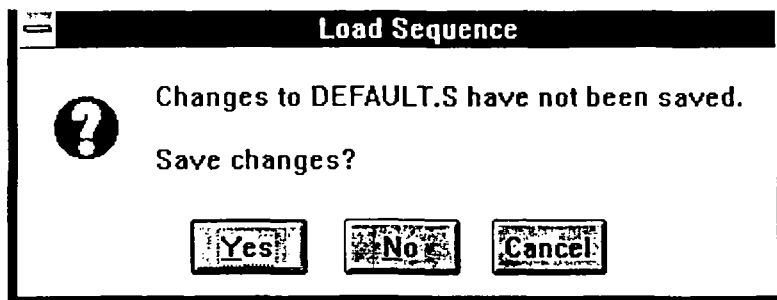 Load Sequence
Changes to DEFAULT.S have not been saved.
Save changes?
Yes No Cancel